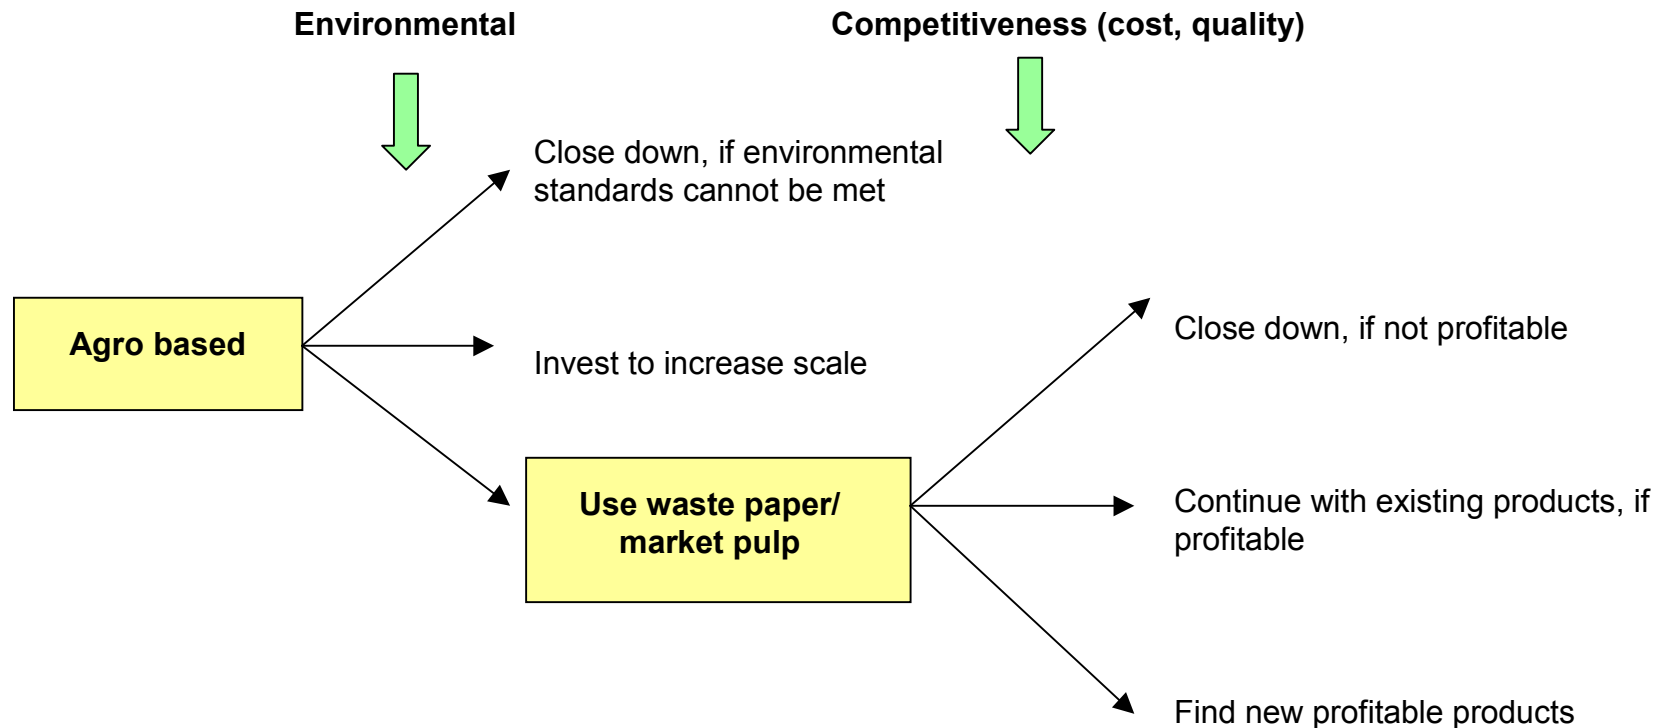 Environmental
Competitiveness (cost, quality)
Close down, if environmental
standards cannot be met
Agro based
Invest to increase scale
Close down, if not profitable
Use waste paper/
market pulp
Continue with existing products, if
profitable
Find new profitable products